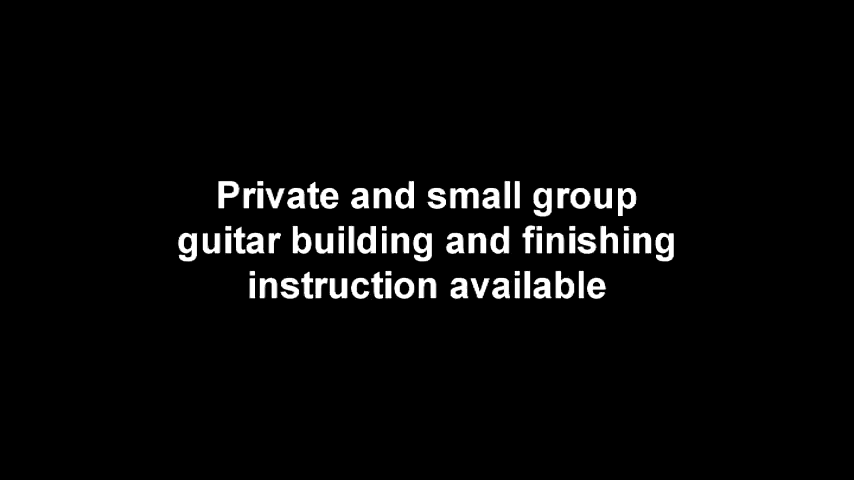 Private and small group
guitar building and finishing
instruction available